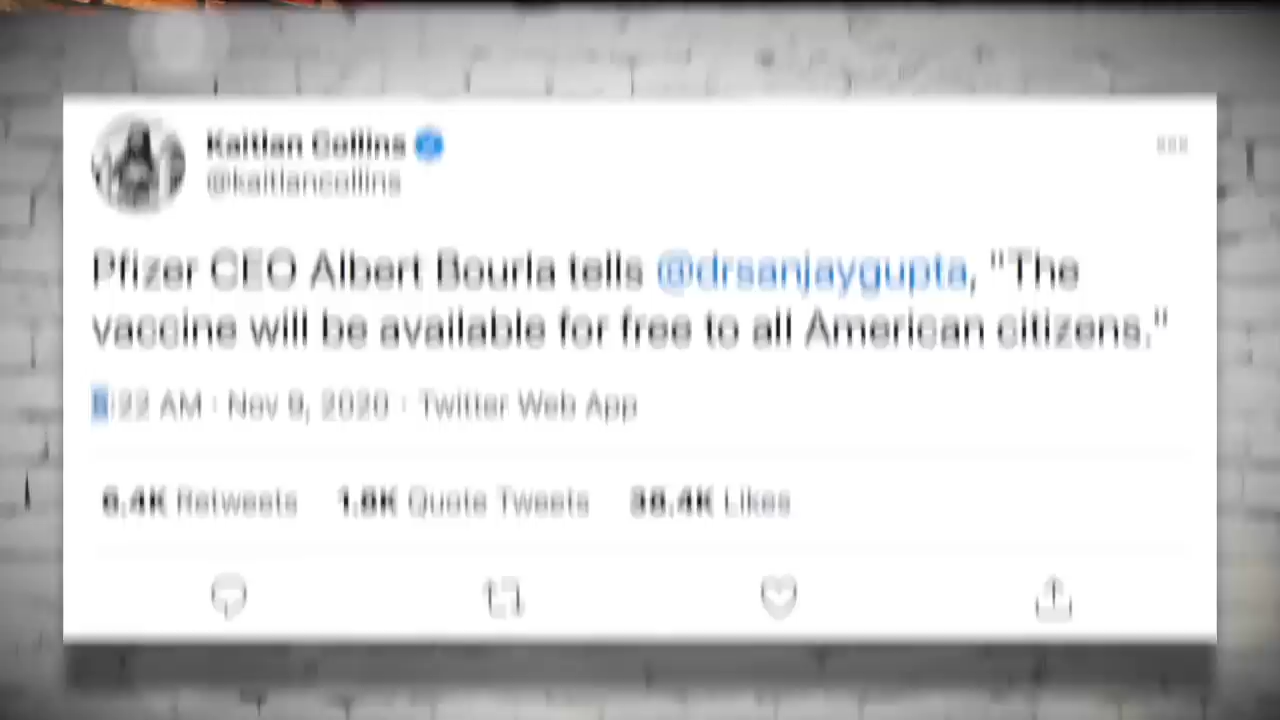 Kaitlan Collins
@kaitlancollins
Pfizer CEO Albert Bourla tells @drsanjaygupta, "The
vaccine will be available for free to all American citizens."
AM · Nov 9, 2020 · Twitter Web App
Retweets Quote Tweets Likes